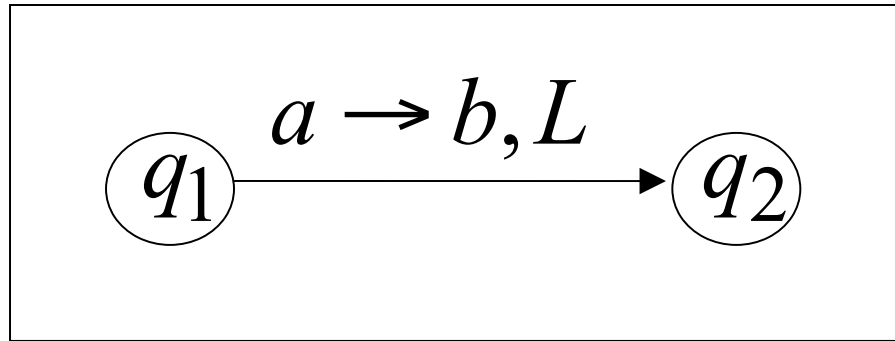 a → b, L
q₁ q₂